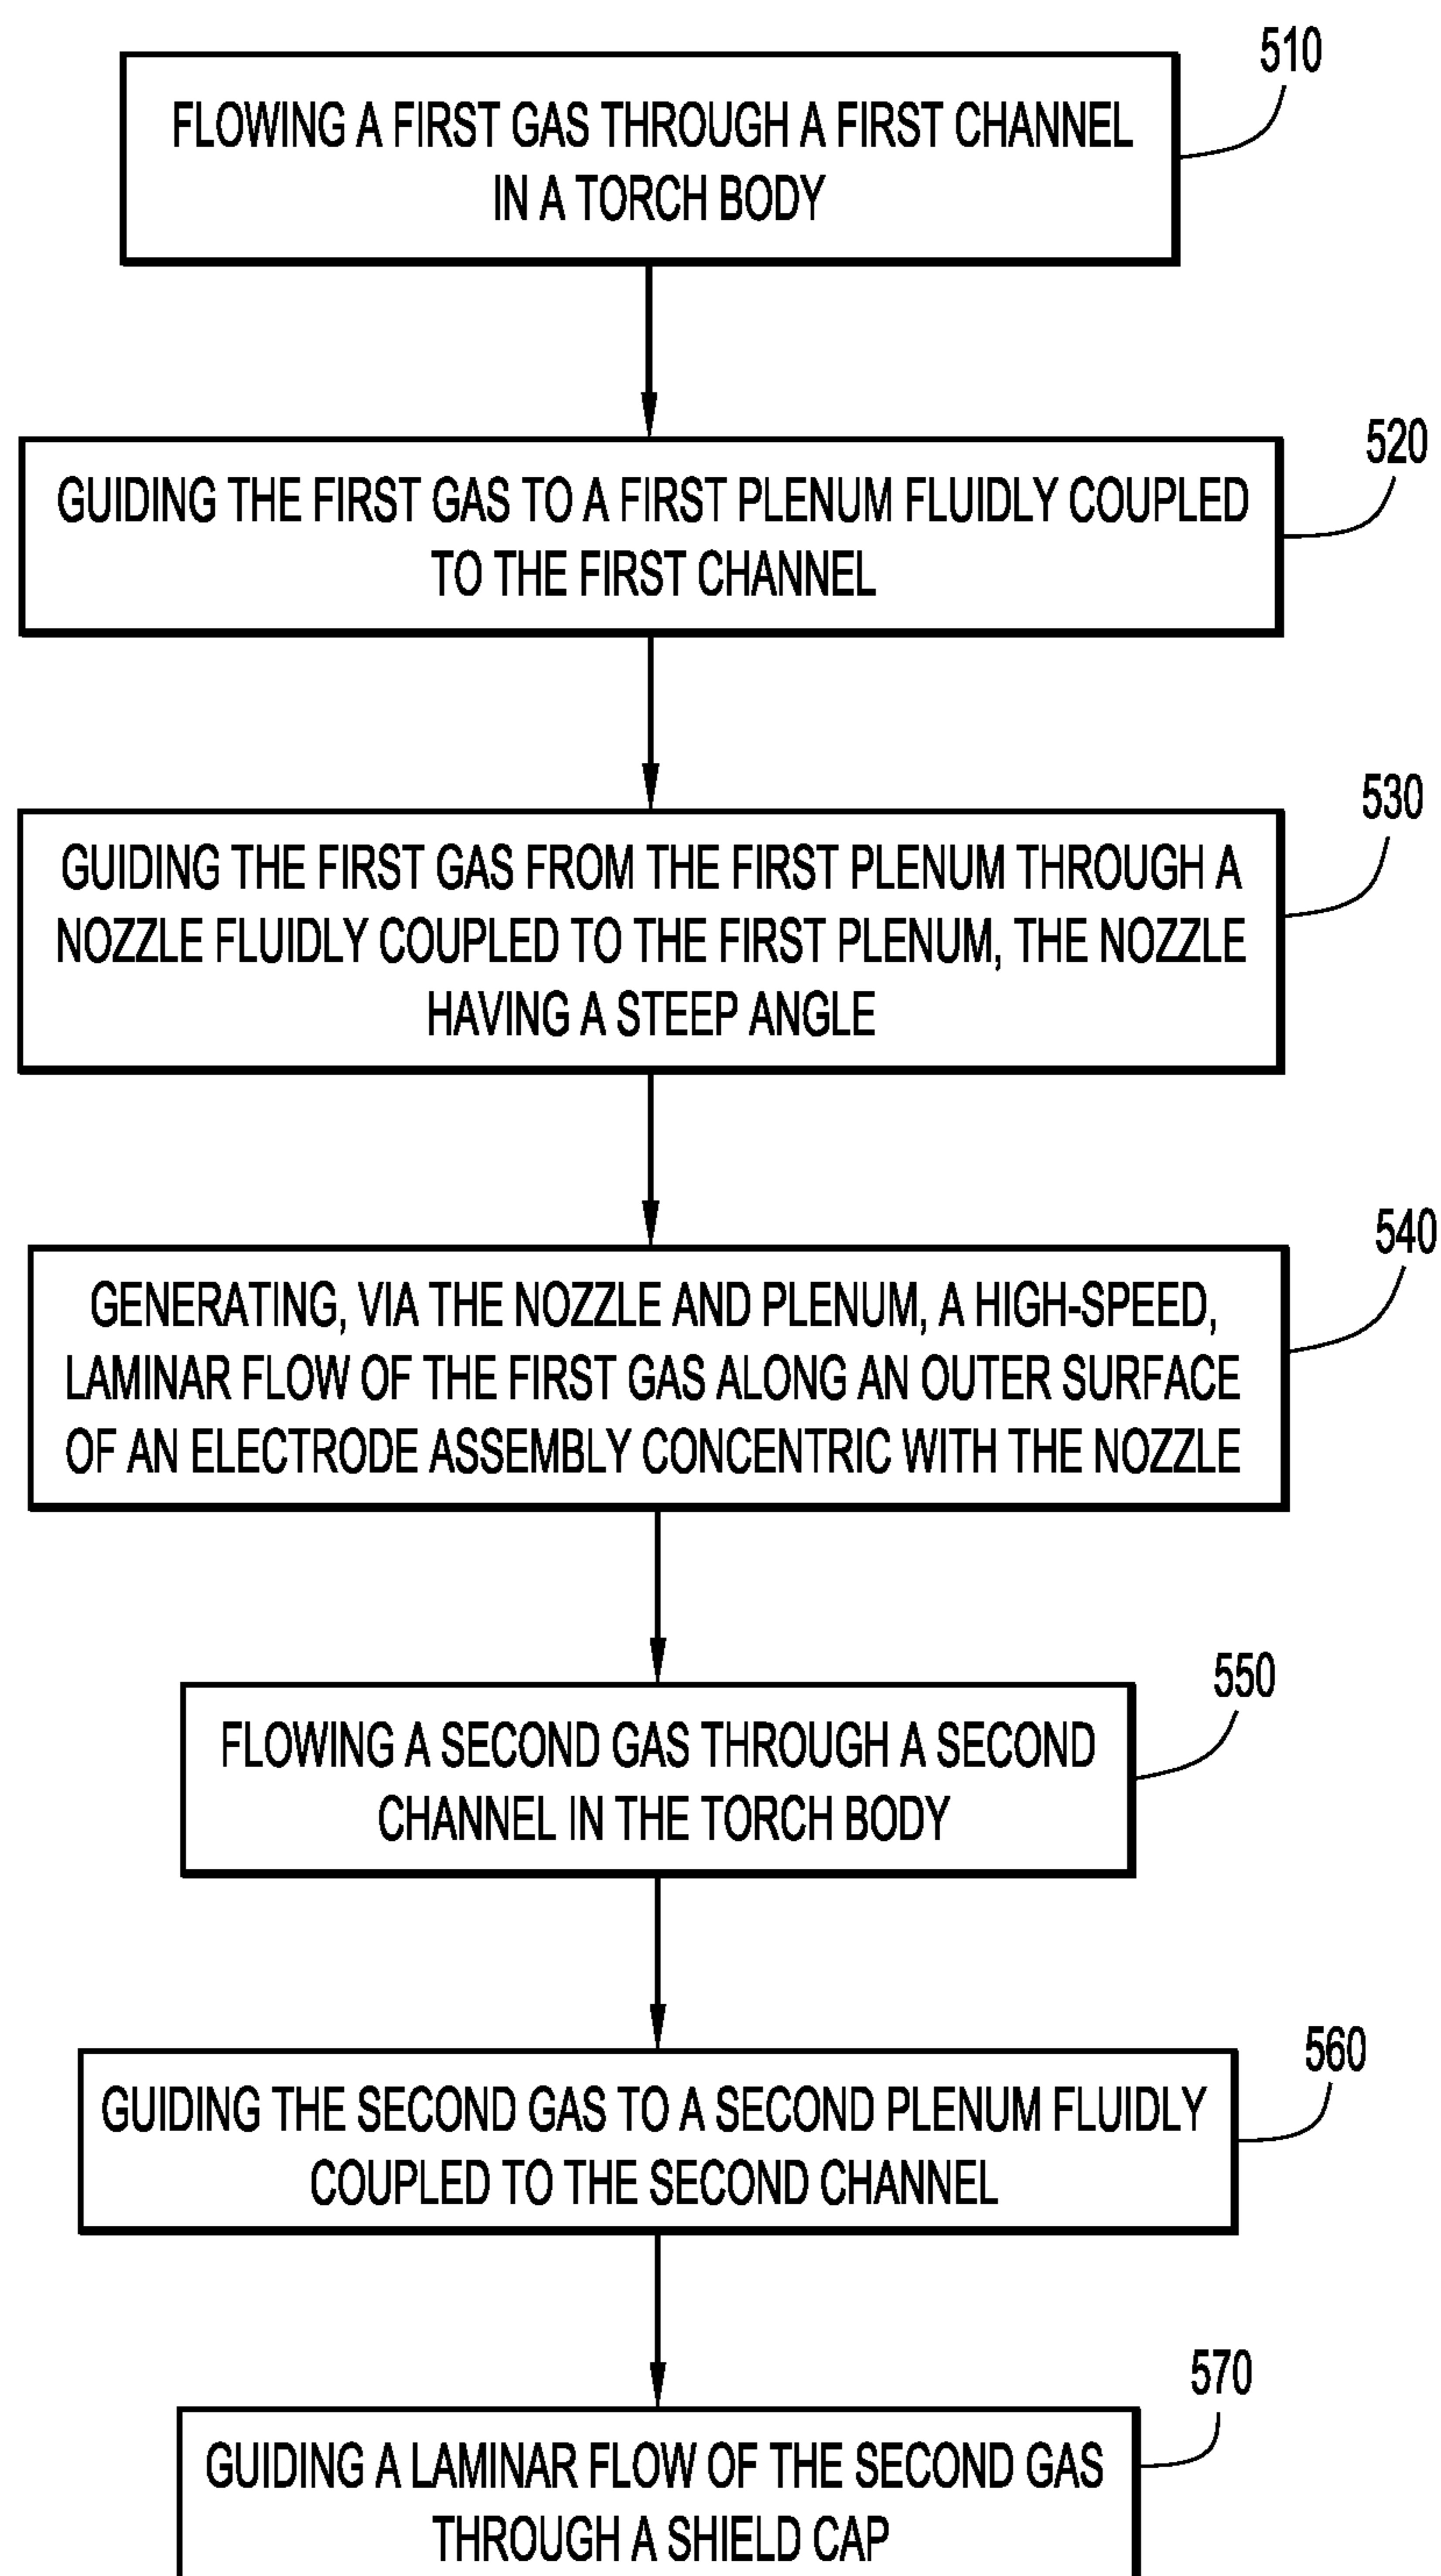 510
FLOWING A FIRST GAS THROUGH A FIRST CHANNEL
IN A TORCH BODY
520
GUIDING THE FIRST GAS TO A FIRST PLENUM FLUIDLY COUPLED
TO THE FIRST CHANNEL
530
GUIDING THE FIRST GAS FROM THE FIRST PLENUM THROUGH A
NOZZLE FLUIDLY COUPLED TO THE FIRST PLENUM, THE NOZZLE
HAVING A STEEP ANGLE
540
GENERATING, VIA THE NOZZLE AND PLENUM, A HIGH-SPEED,
LAMINAR FLOW OF THE FIRST GAS ALONG AN OUTER SURFACE
OF AN ELECTRODE ASSEMBLY CONCENTRIC WITH THE NOZZLE
550
FLOWING A SECOND GAS THROUGH A SECOND
CHANNEL IN THE TORCH BODY
560
GUIDING THE SECOND GAS TO A SECOND PLENUM FLUIDLY
COUPLED TO THE SECOND CHANNEL
570
GUIDING A LAMINAR FLOW OF THE SECOND GAS
THROUGH A SHIELD CAP